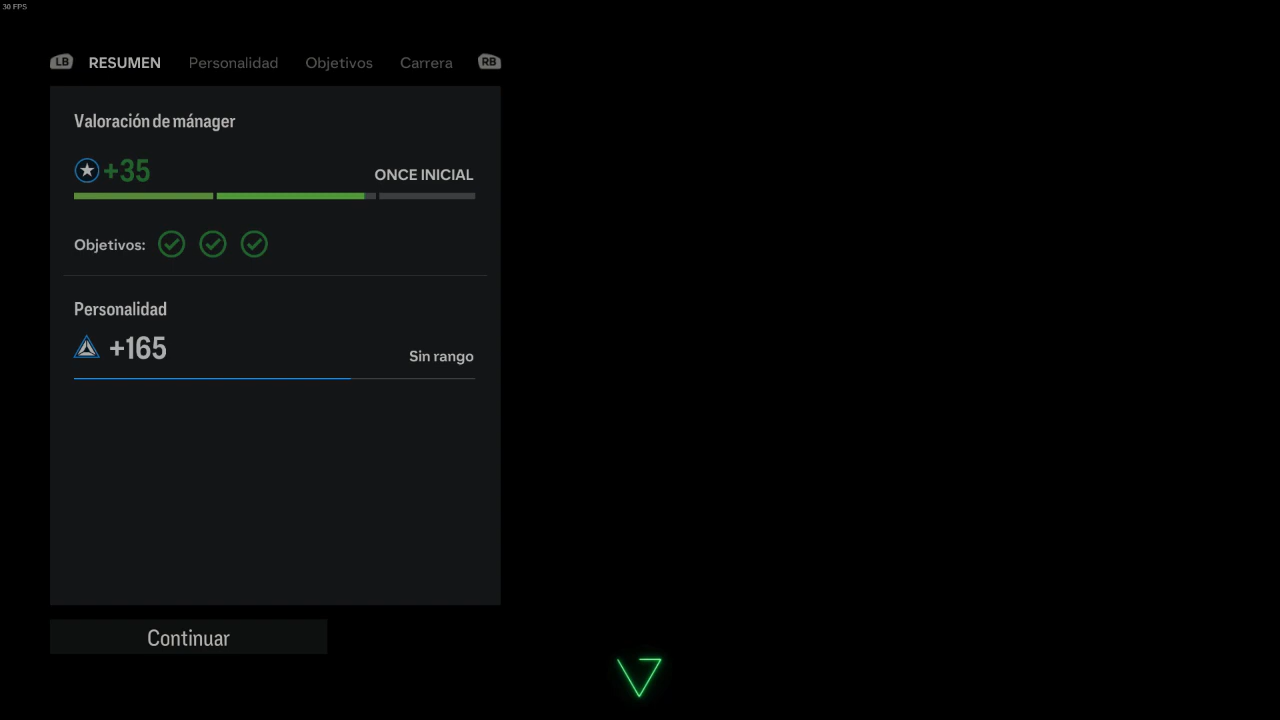 30 FPS
LB RESUMEN Personalidad Objetivos Carrera RB
Valoración de mánager
+35
ONCE INICIAL
Objetivos:
Personalidad
+165
Sin rango
Continuar